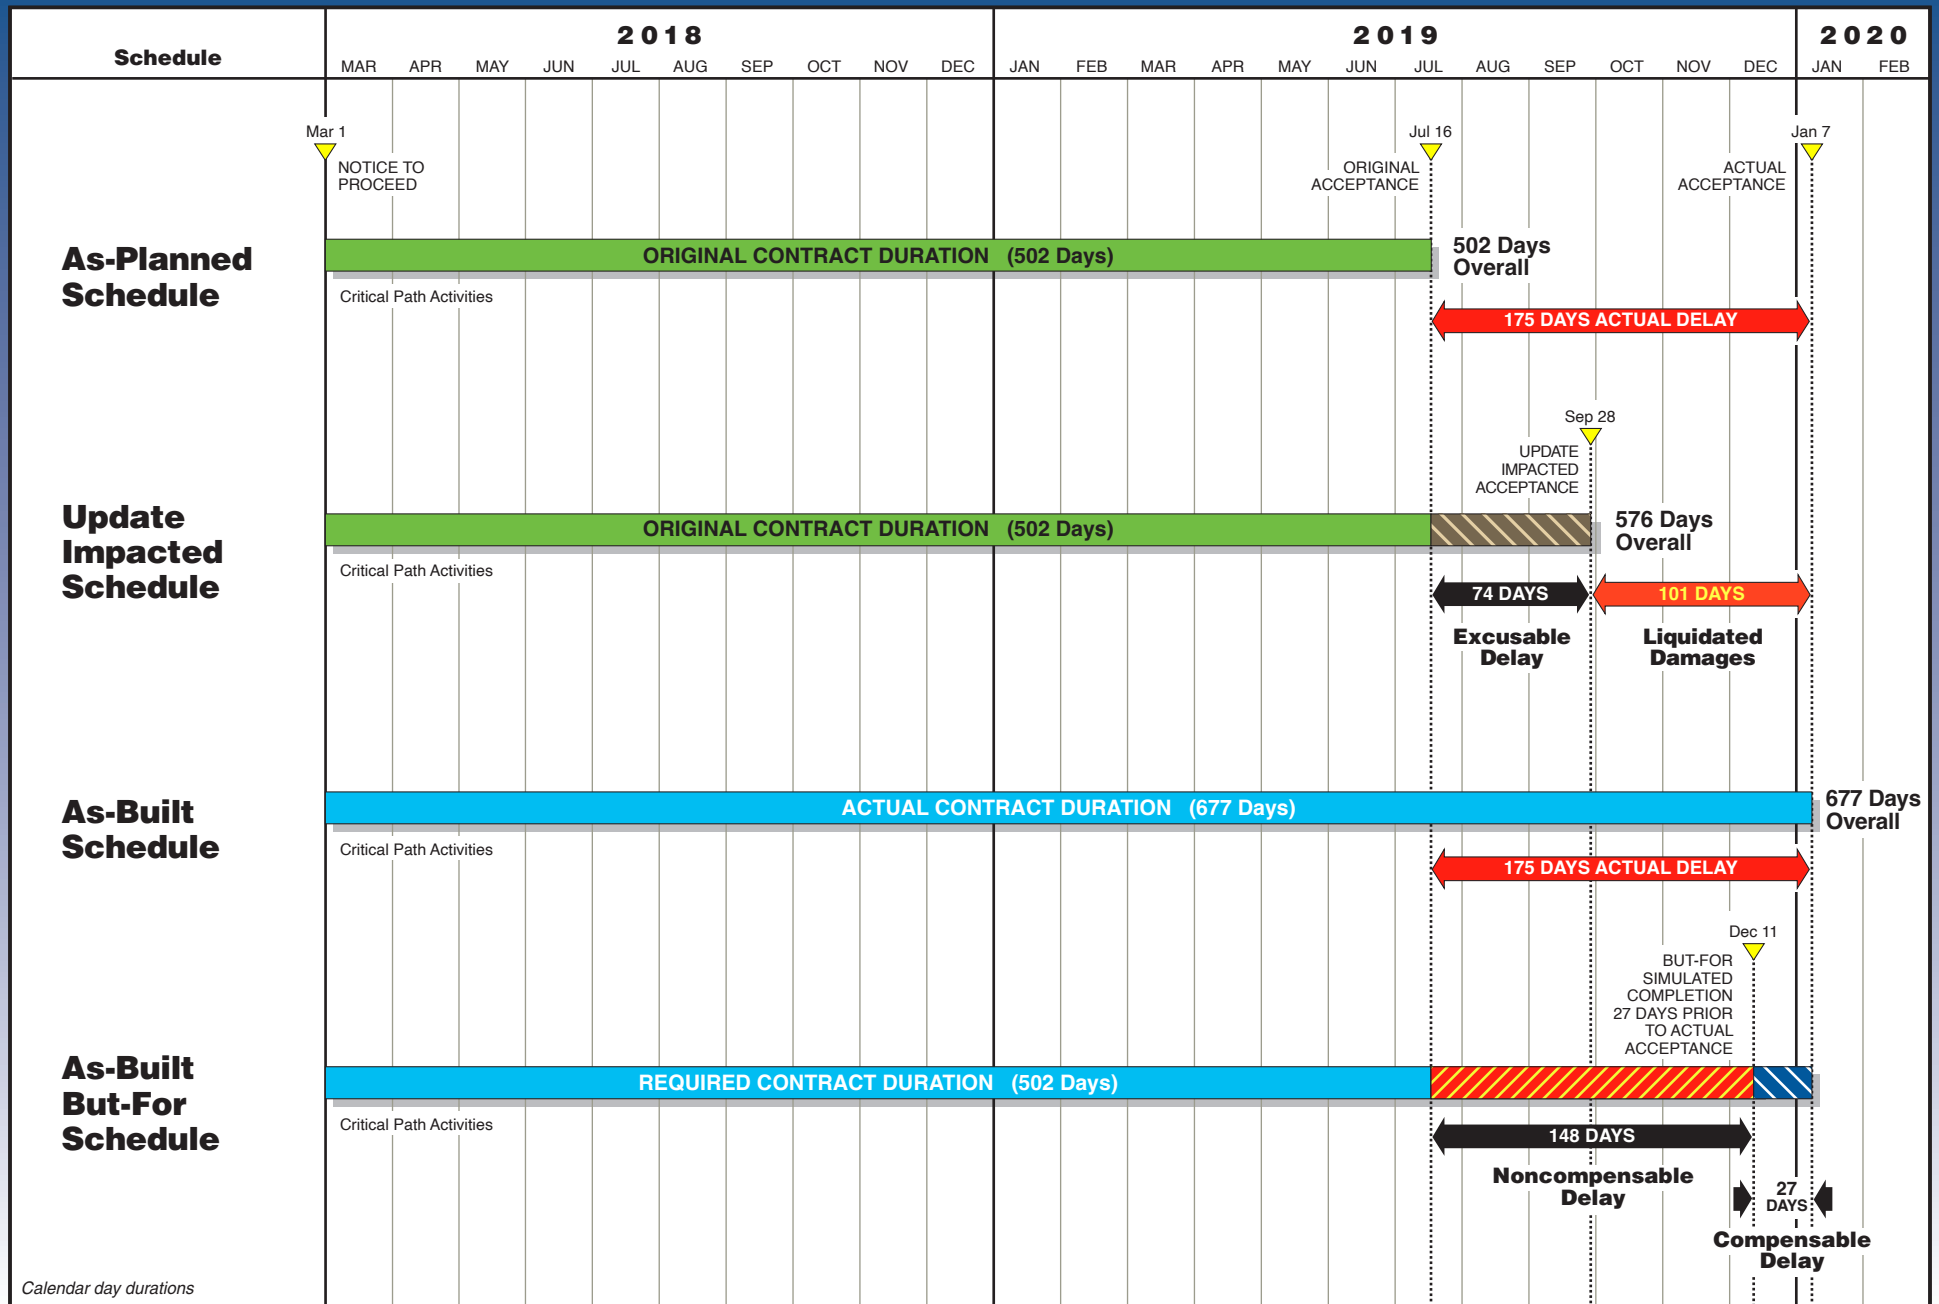 Schedule
2018
2019
2020
MAR APR MAY JUN JUL AUG SEP OCT NOV DEC JAN FEB MAR APR MAY JUN JUL AUG SEP OCT NOV DEC JAN FEB
Mar 1
NOTICE TO
PROCEED
Jul 16
ORIGINAL
ACCEPTANCE
Jan 7
ACTUAL
ACCEPTANCE
As-Planned
Schedule
ORIGINAL CONTRACT DURATION (502 Days)
502 Days
Overall
Critical Path Activities
175 DAYS ACTUAL DELAY
Sep 28
UPDATE
IMPACTED
ACCEPTANCE
Update
Impacted
Schedule
ORIGINAL CONTRACT DURATION (502 Days)
576 Days
Overall
Critical Path Activities
74 DAYS
101 DAYS
Excusable
Delay
Liquidated
Damages
As-Built
Schedule
ACTUAL CONTRACT DURATION (677 Days)
677 Days
Overall
Critical Path Activities
175 DAYS ACTUAL DELAY
Dec 11
BUT-FOR
SIMULATED
COMPLETION
27 DAYS PRIOR
TO ACTUAL
ACCEPTANCE
As-Built
But-For
Schedule
REQUIRED CONTRACT DURATION (502 Days)
Critical Path Activities
148 DAYS
Noncompensable
Delay
27
DAYS
Compensable
Delay
Calendar day durations